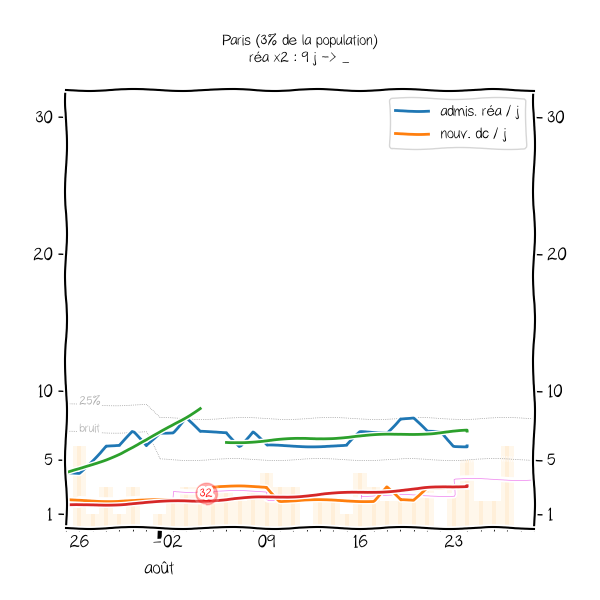 Paris (3% de la population)
réa x2 : 9 j -> _
admis. réa / j
nouv. dc / j
30
30
20
20
10
10
25%
bruit
5
5
32
1
1
26
02
09
16
23
août